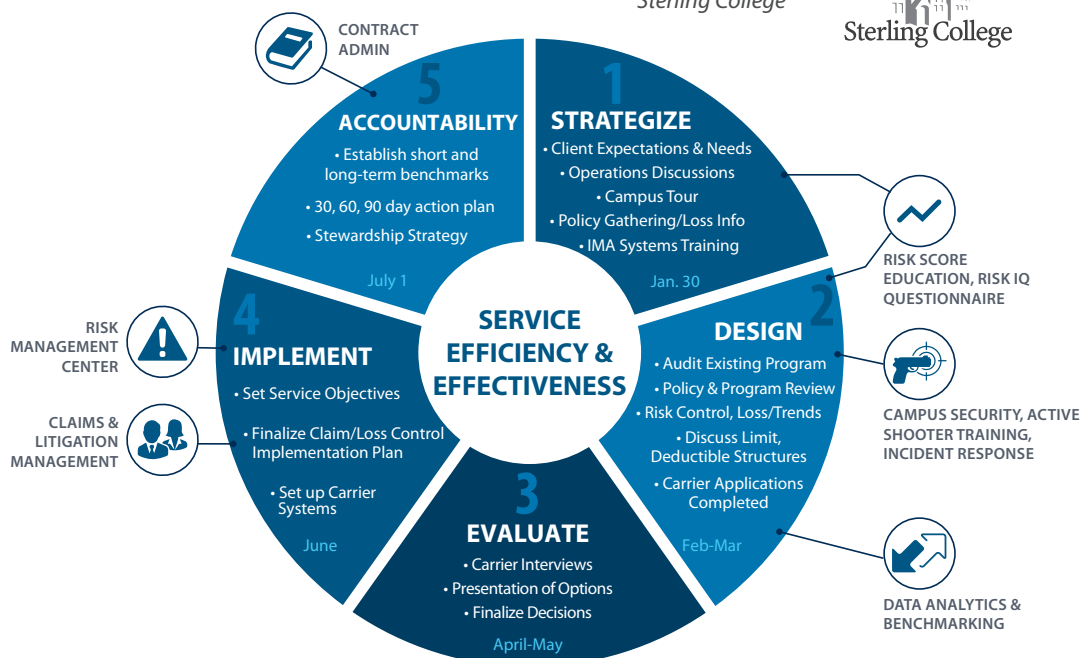 Sterling College
Sterling College
CONTRACT
ADMIN
5
ACCOUNTABILITY
• Establish short and
long-term benchmarks
• 30, 60, 90 day action plan
• Stewardship Strategy
July 1
1
STRATEGIZE
• Client Expectations & Needs
• Operations Discussions
• Campus Tour
• Policy Gathering/Loss Info
• IMA Systems Training
Jan. 30
RISK SCORE
EDUCATION, RISK IQ
QUESTIONNAIRE
2
DESIGN
• Audit Existing Program
• Policy & Program Review
• Risk Control, Loss/Trends
• Discuss Limit,
Deductible Structures
• Carrier Applications
Completed
Feb-Mar
CAMPUS SECURITY, ACTIVE
SHOOTER TRAINING,
INCIDENT RESPONSE
DATA ANALYTICS &
BENCHMARKING
SERVICE
EFFICIENCY &
EFFECTIVENESS
3
EVALUATE
• Carrier Interviews
• Presentation of Options
• Finalize Decisions
April-May
4
IMPLEMENT
• Set Service Objectives
• Finalize Claim/Loss Control
Implementation Plan
• Set up Carrier
Systems
June
RISK
MANAGEMENT
CENTER
CLAIMS &
LITIGATION
MANAGEMENT